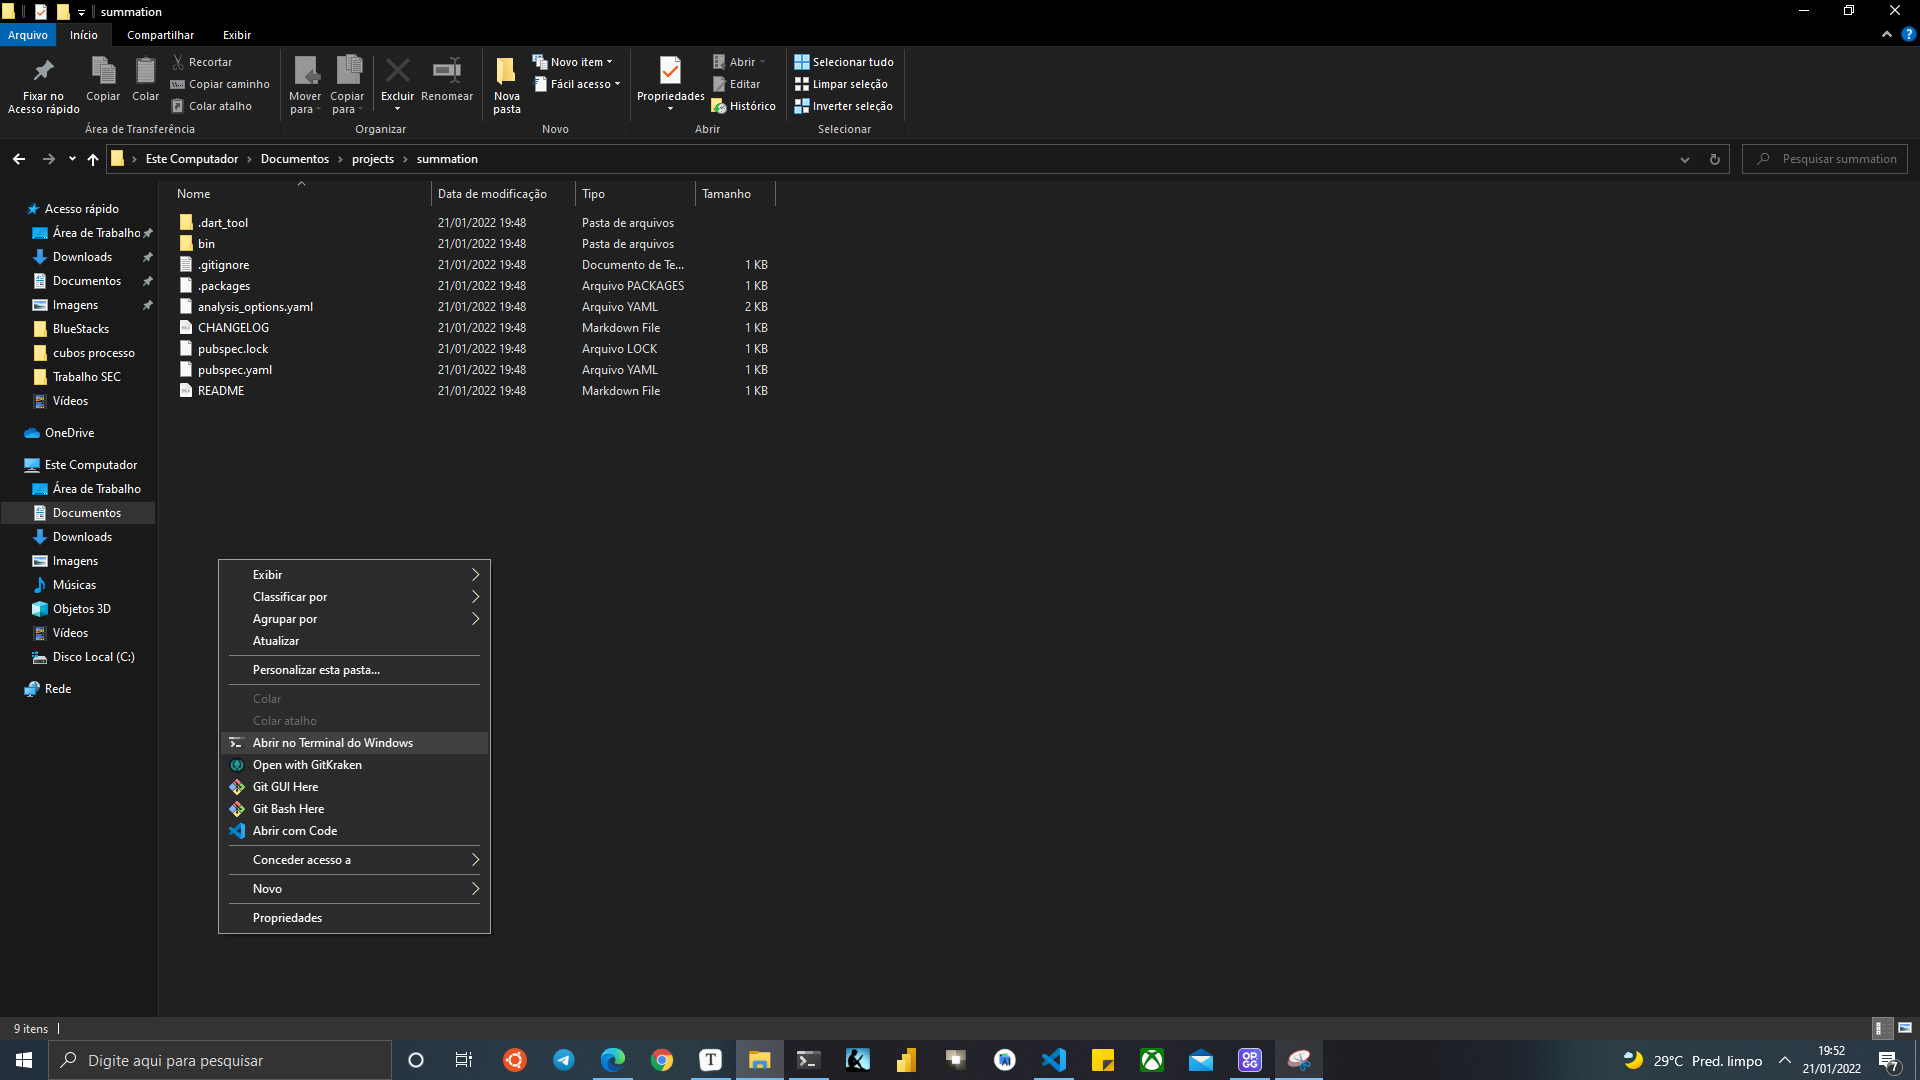 summation
Arquivo Início Compartilhar Exibir
Fixar no Acesso rápido
Copiar
Colar
Recortar
Copiar caminho
Colar atalho
Área de Transferência
Mover para
Copiar para
Excluir
Renomear
Organizar
Nova pasta
Novo item
Fácil acesso
Novo
Propriedades
Abrir
Editar
Histórico
Abrir
Selecionar tudo
Limpar seleção
Inverter seleção
Selecionar
Este Computador Documentos projects summation
Pesquisar summation
Acesso rápido
Área de Trabalho
Downloads
Documentos
Imagens
BlueStacks
cubos processo
Trabalho SEC
Vídeos
OneDrive
Este Computador
Área de Trabalho
Documentos
Downloads
Imagens
Músicas
Objetos 3D
Vídeos
Disco Local (C:)
Rede
Nome Data de modificação Tipo Tamanho
.dart_tool 21/01/2022 19:48 Pasta de arquivos
bin 21/01/2022 19:48 Pasta de arquivos
.gitignore 21/01/2022 19:48 Documento de Te... 1 KB
.packages 21/01/2022 19:48 Arquivo PACKAGES 1 KB
analysis_options.yaml 21/01/2022 19:48 Arquivo YAML 2 KB
CHANGELOG 21/01/2022 19:48 Markdown File 1 KB
pubspec.lock 21/01/2022 19:48 Arquivo LOCK 1 KB
pubspec.yaml 21/01/2022 19:48 Arquivo YAML 1 KB
README 21/01/2022 19:48 Markdown File 1 KB
Exibir
Classificar por
Agrupar por
Atualizar
Personalizar esta pasta...
Colar
Colar atalho
Abrir no Terminal do Windows
Open with GitKraken
Git GUI Here
Git Bash Here
Abrir com Code
Conceder acesso a
Novo
Propriedades
9 itens
Digite aqui para pesquisar
T
OP.GG
29°C Pred. limpo
19:52
21/01/2022
7